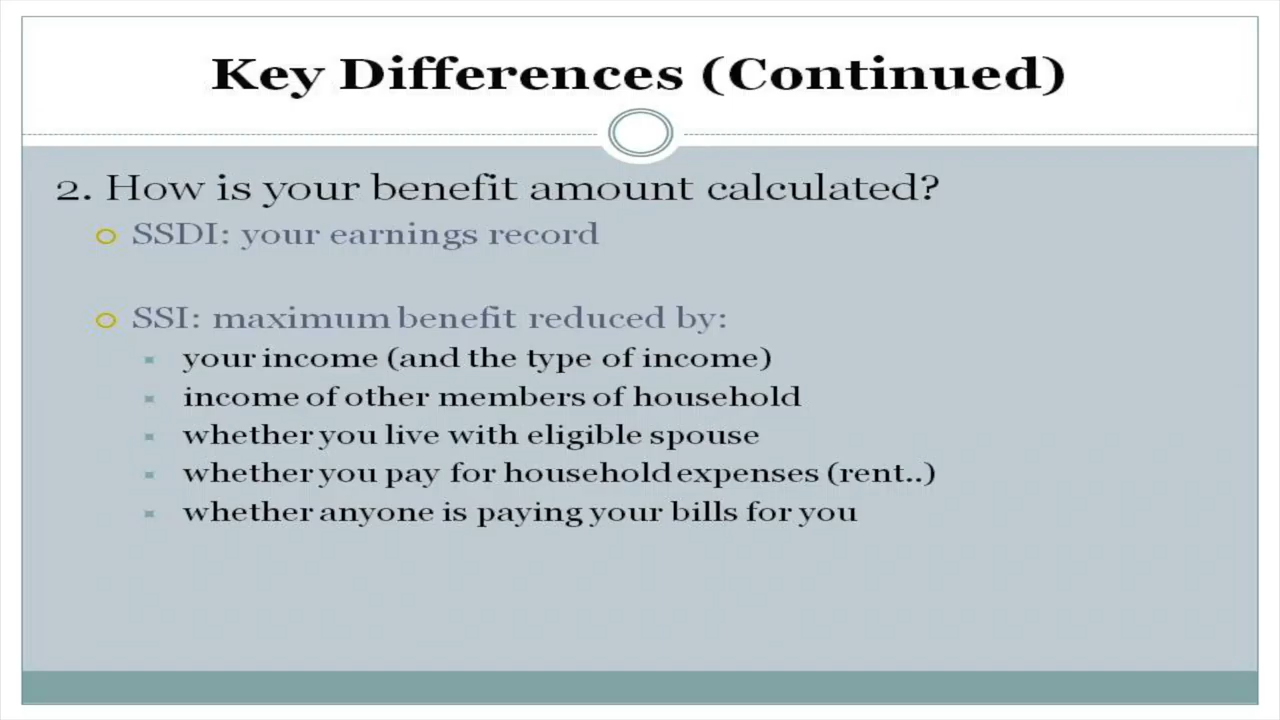 Key Differences (Continued)
2. How is your benefit amount calculated?
SSDI: your earnings record
SSI: maximum benefit reduced by:
your income (and the type of income)
income of other members of household
whether you live with eligible spouse
whether you pay for household expenses (rent..)
whether anyone is paying your bills for you